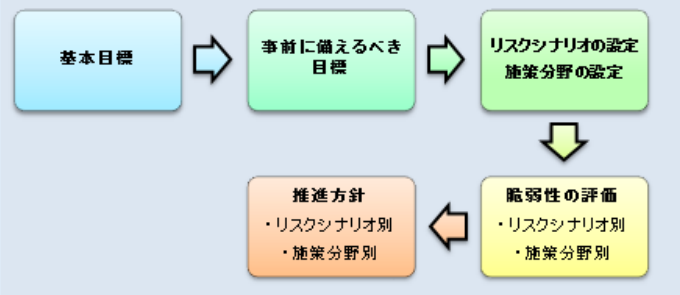 基本目標
事前に備えるべき
目標
リスクシナリオの設定
施策分野の設定
脆弱性の評価
・リスクシナリオ別
・施策分野別
推進方針
・リスクシナリオ別
・施策分野別